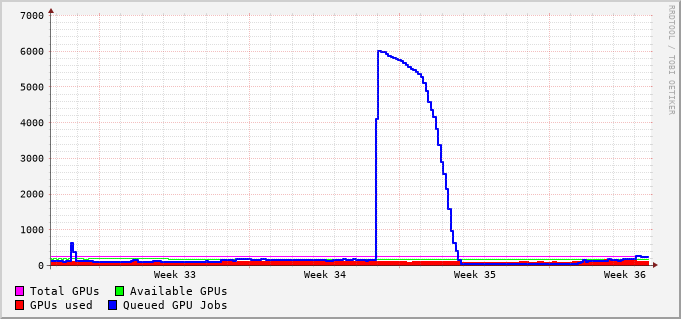 7000
6000
5000
4000
3000
2000
1000
0
Week 33 Week 34 Week 35 Week 36
Total GPUs Available GPUs
GPUs used Queued GPU Jobs
RRDTOOL / TOBI OETIKER